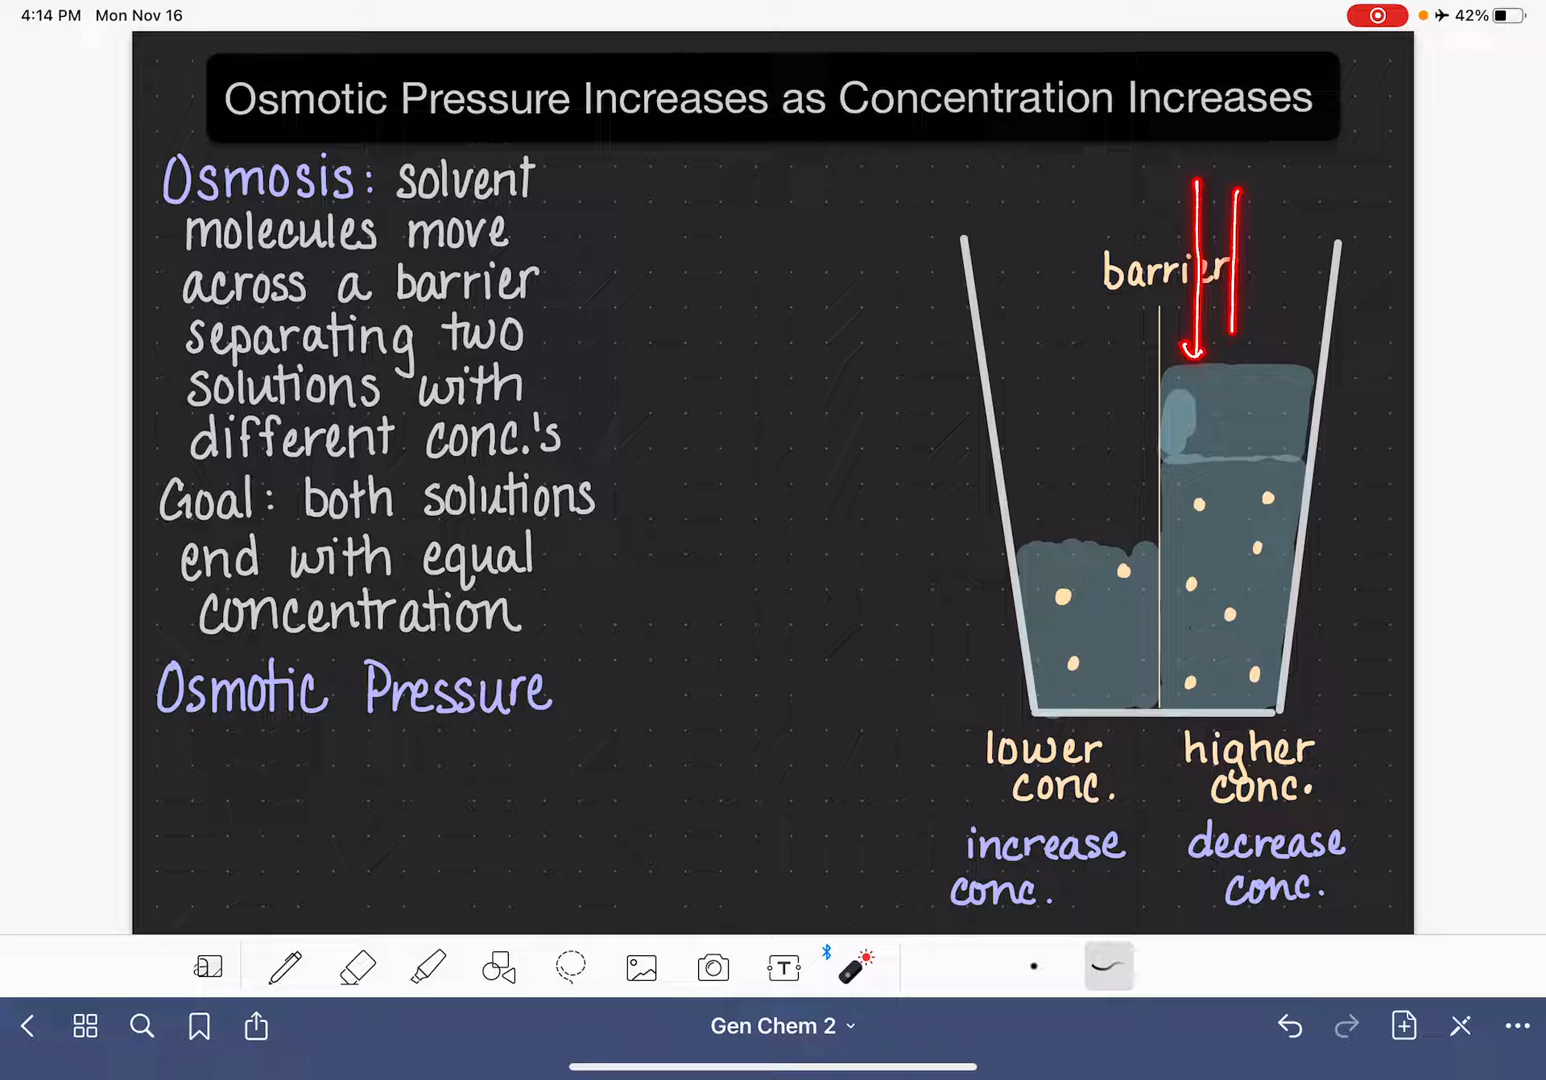 4:14 PM Mon Nov 16
42%
Osmotic Pressure Increases as Concentration Increases
Osmosis: solvent
molecules move
across a barrier
separating two
solutions with
different conc.'s
Goal: both solutions
end with equal
concentration
Osmotic Pressure
barrier
lower
conc.
higher
conc.
increase
conc.
decrease
conc.
T
Gen Chem 2